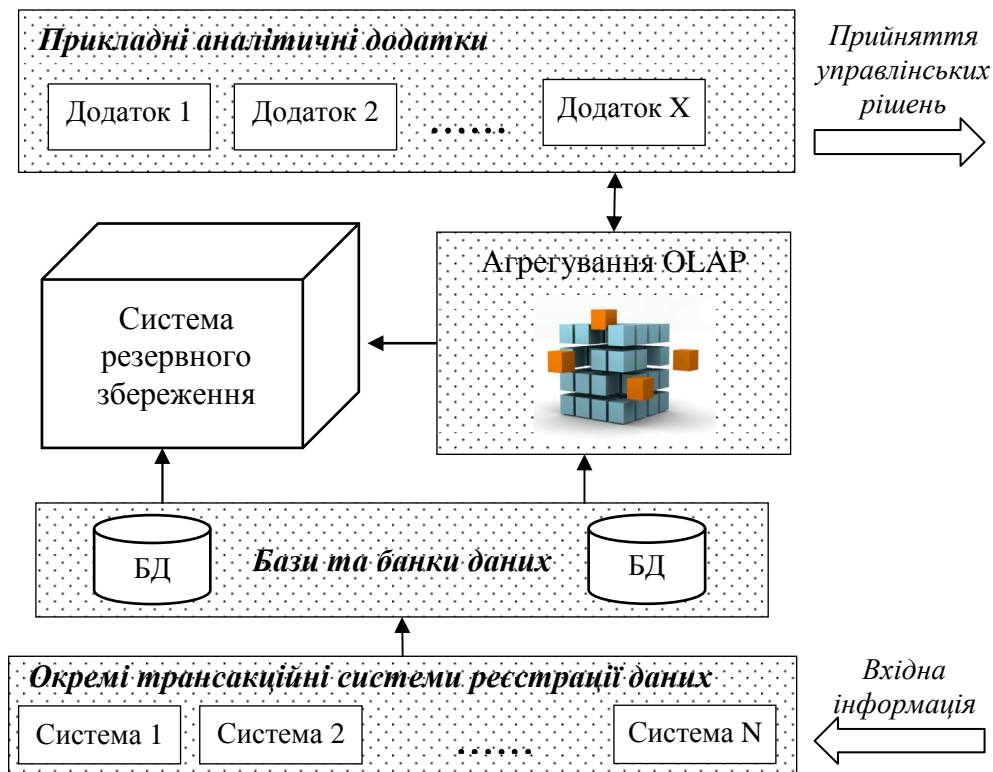 Прикладні аналітичні додатки
Додаток 1
Додаток 2
......
Додаток X
Прийняття
управлінських
рішень
Система
резервного
збереження
Агрегування OLAP
БД
Бази та банки даних
БД
Окремі трансакційні системи реєстрації даних
Система 1
Система 2
......
Система N
Вхідна
інформація